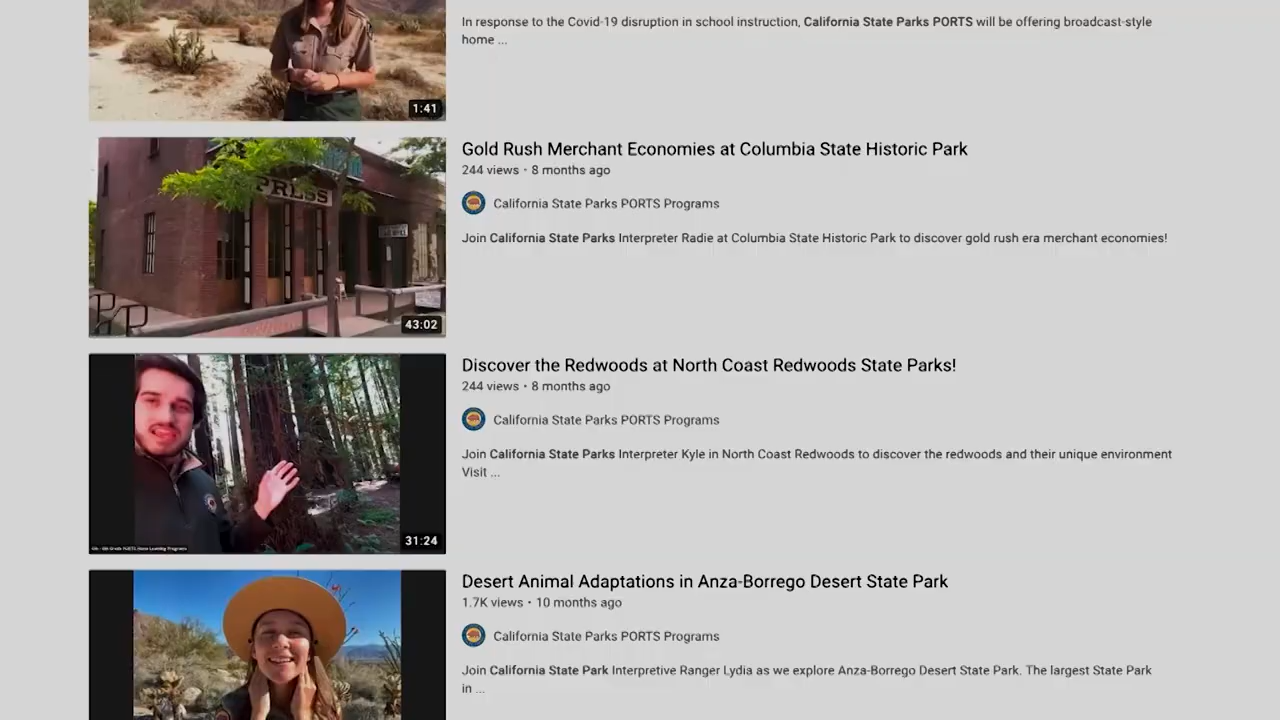 In response to the Covid-19 disruption in school instruction, California State Parks PORTS will be offering broadcast-style
home ...
1:41
Gold Rush Merchant Economies at Columbia State Historic Park
244 views · 8 months ago
PRESS
California State Parks PORTS Programs
Join California State Parks Interpreter Radie at Columbia State Historic Park to discover gold rush era merchant economies!
43:02
Discover the Redwoods at North Coast Redwoods State Parks!
244 views · 8 months ago
California State Parks PORTS Programs
Join California State Parks Interpreter Kyle in North Coast Redwoods to discover the redwoods and their unique environment
Visit ...
31:24
Desert Animal Adaptations in Anza-Borrego Desert State Park
1.7K views · 10 months ago
California State Parks PORTS Programs
Join California State Park Interpretive Ranger Lydia as we explore Anza-Borrego Desert State Park. The largest State Park
in ...